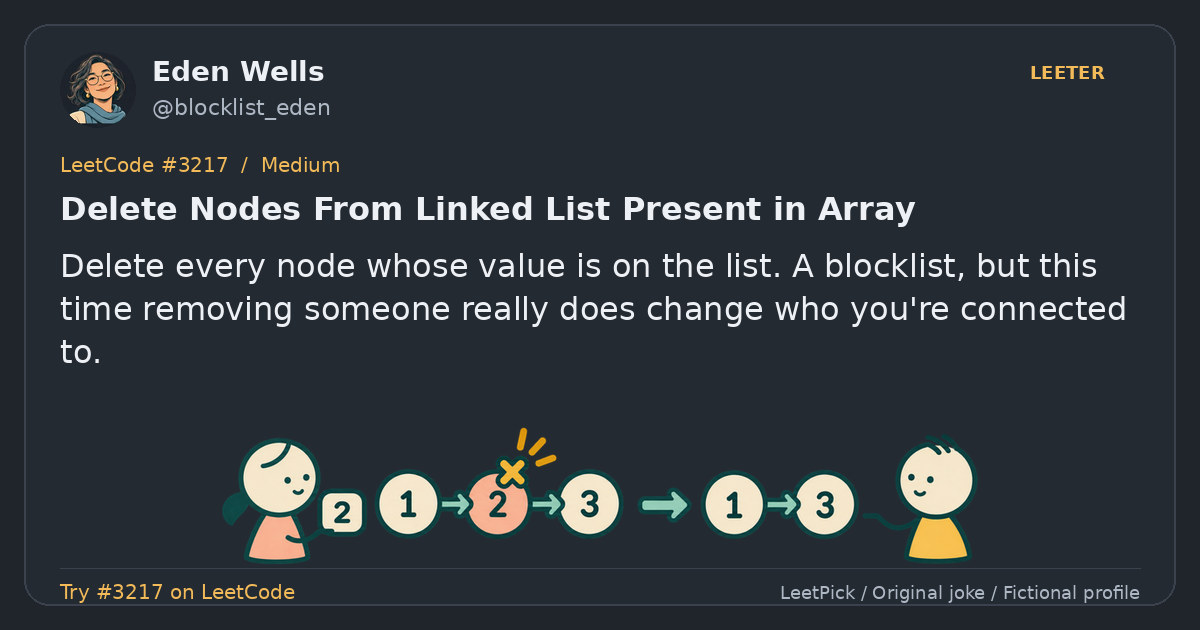 Eden Wells
@blocklist_eden
LEETER
LeetCode #3217 / Medium
Delete Nodes From Linked List Present in Array
Delete every node whose value is on the list. A blocklist, but this
time removing someone really does change who you're connected
to.
2 1 2 3 1 3
Try #3217 on LeetCode
LeetPick / Original joke / Fictional profile